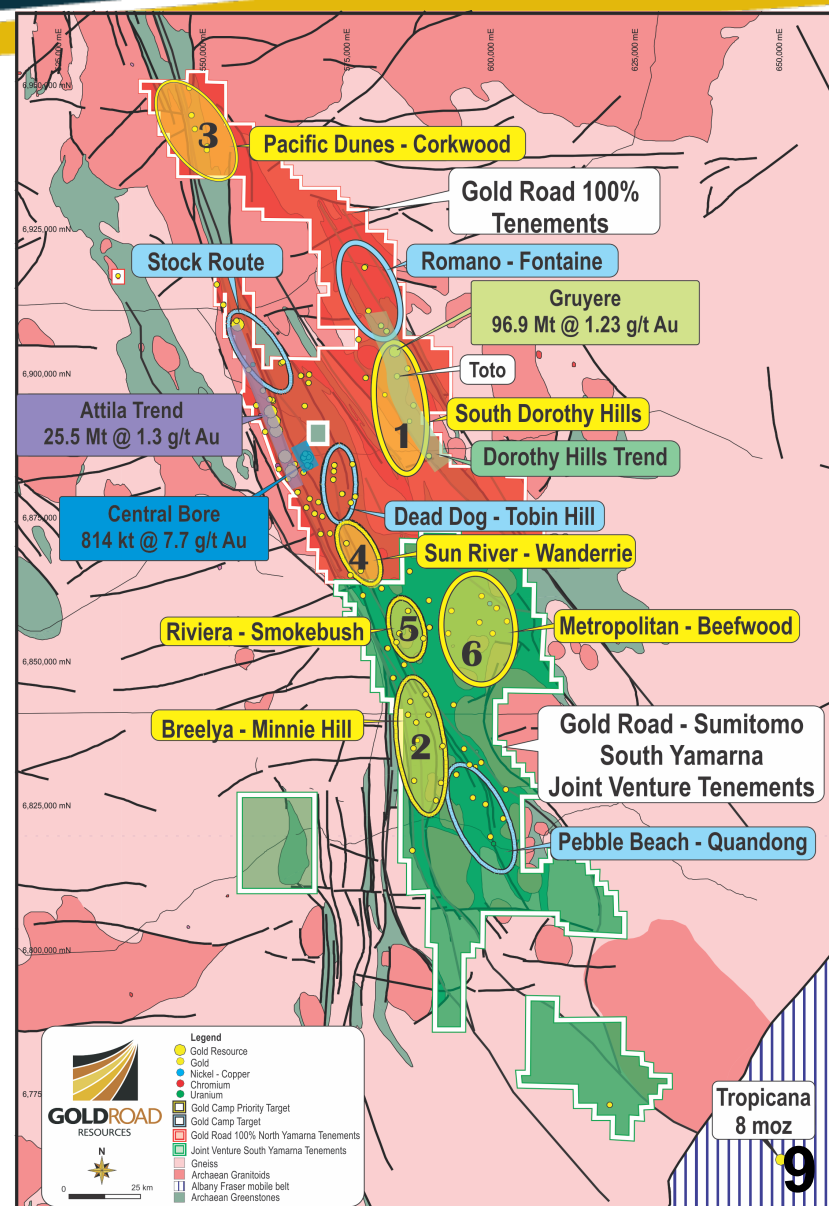 550,000 mE
575,000 mE
600,000 mE
625,000 mE
650,000 mE
6,950,000 mN
3
Pacific Dunes - Corkwood
Gold Road 100%
Tenements
6,925,000 mN
Stock Route
Romano - Fontaine
Gruyere
96.9 Mt @ 1.23 g/t Au
6,900,000 mN
Toto
Attila Trend
25.5 Mt @ 1.3 g/t Au
South Dorothy Hills
1
Dorothy Hills Trend
Central Bore
814 kt @ 7.7 g/t Au
6,875,000
Dead Dog - Tobin Hill
4
Sun River - Wanderrie
Riviera - Smokebush
5
Metropolitan - Beefwood
6
6,850,000 mN
Breelya - Minnie Hill
2
Gold Road - Sumitomo
South Yamarna
Joint Venture Tenements
6,825,000 mN
Pebble Beach - Quandong
6,800,000 mN
6,775
Legend
Gold Resource
Gold
Nickel - Copper
Chromium
Uranium
Gold Camp Priority Target
Gold Camp Target
Gold Road 100% North Yamarna Tenements
Joint Venture South Yamarna Tenements
Gneiss
Archaean Granitoids
Albany Fraser mobile belt
Archaean Greenstones
GOLDROAD
RESOURCES
N
0 25 km
Tropicana
8 moz
9